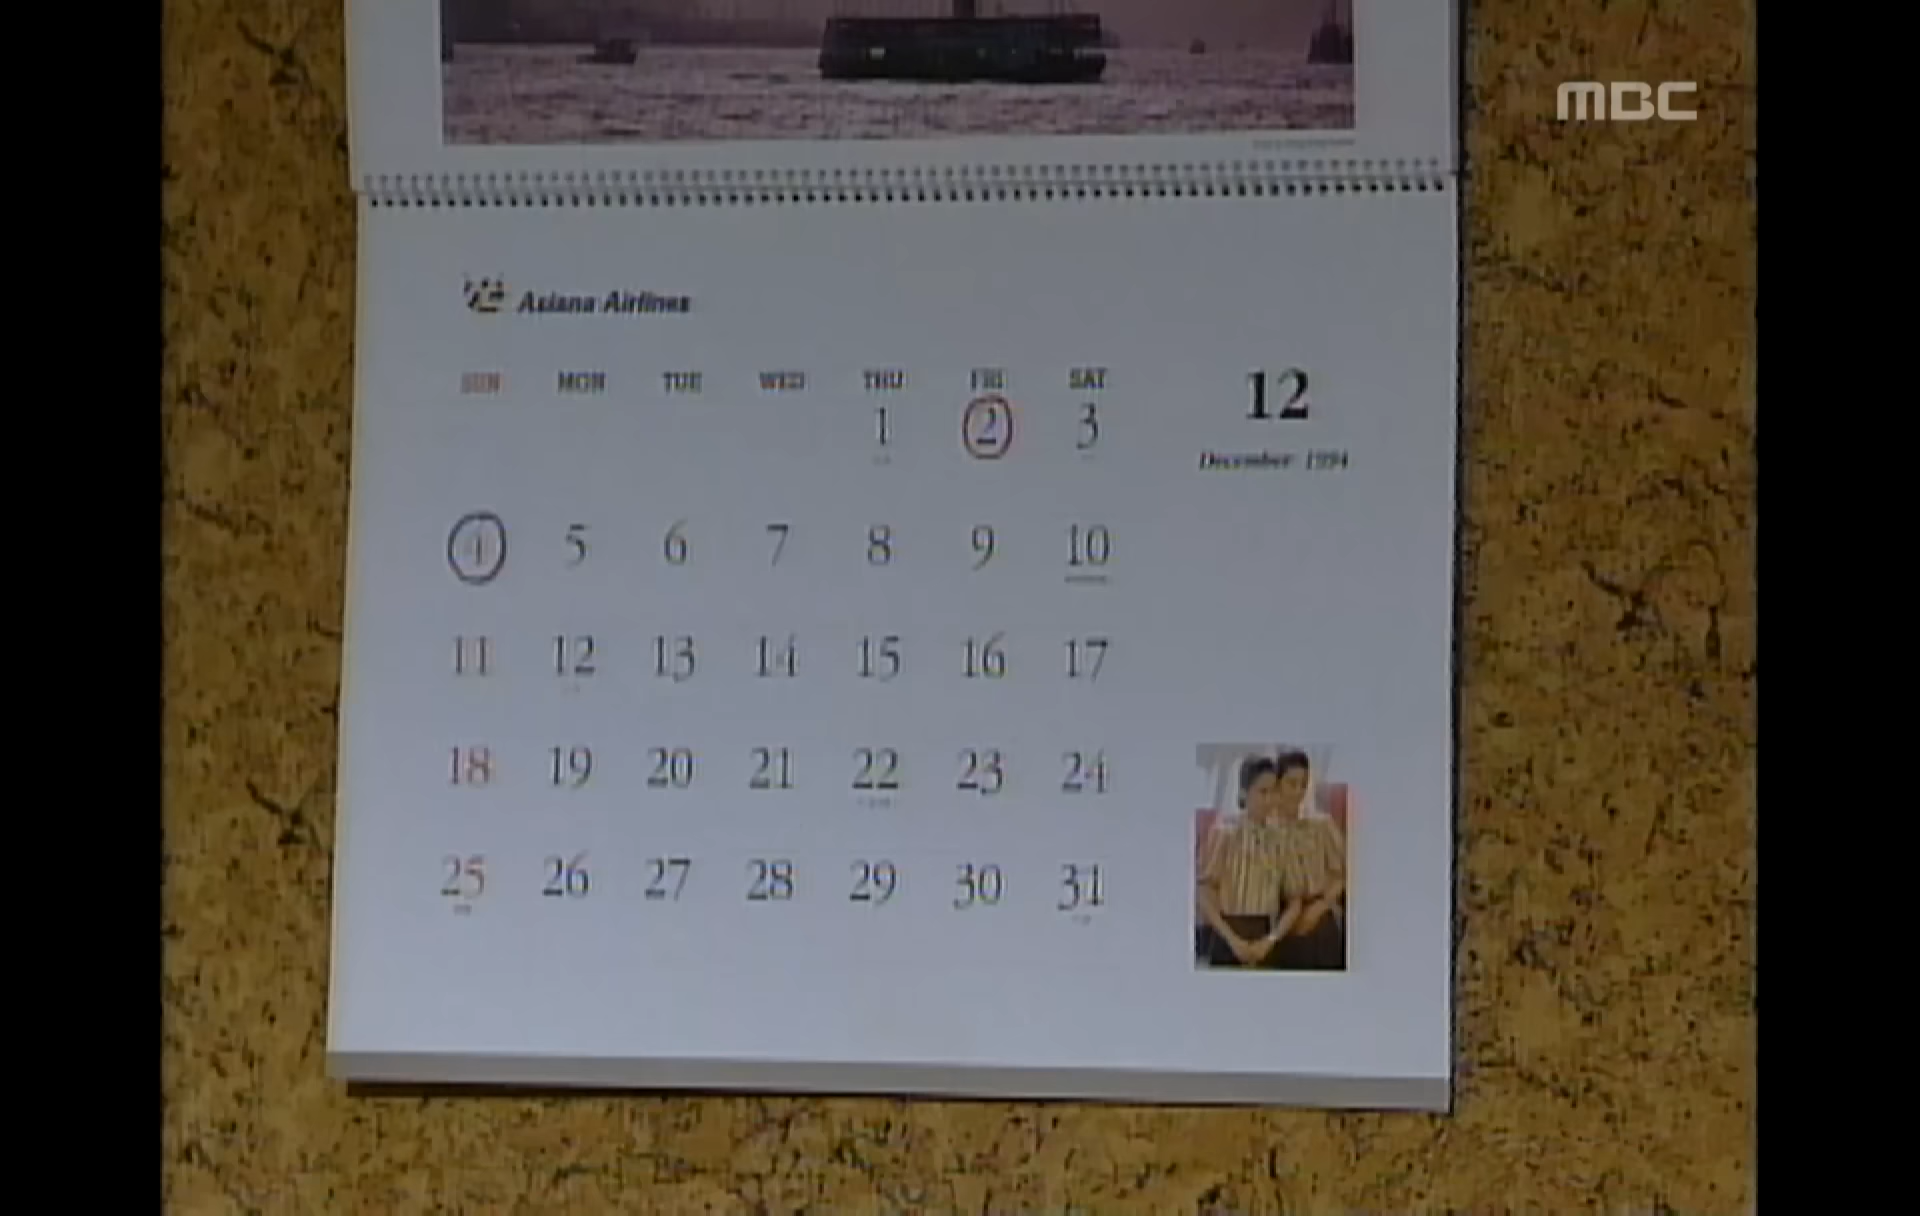 MBC
Asiana Airlines
SUN MON TUE WED THU FRI SAT
12
1 2 3
December 1994
4 5 6 7 8 9 10
11 12 13 14 15 16 17
18 19 20 21 22 23 24
25 26 27 28 29 30 31